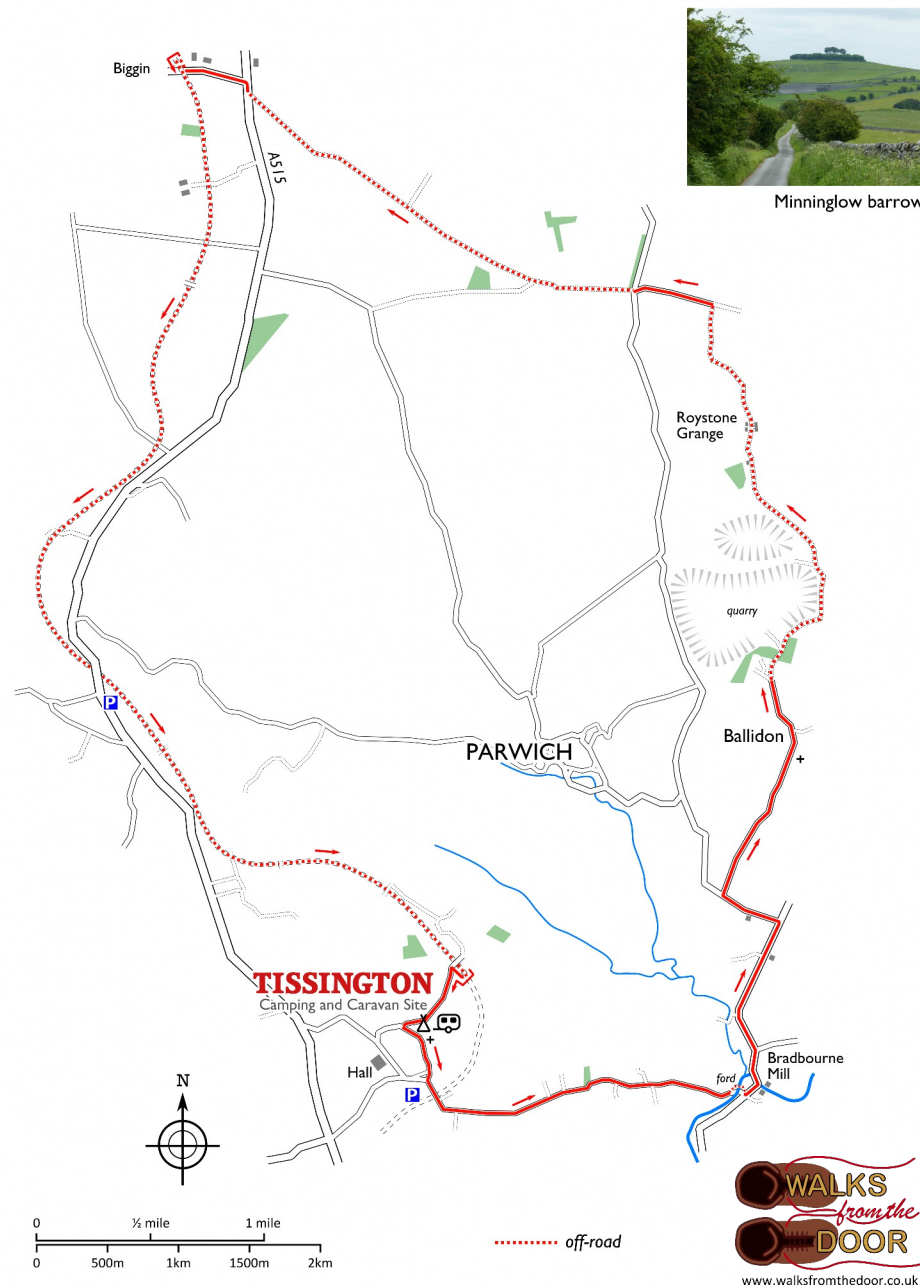 Minninglow barrow
Biggin
A515
Roystone
Grange
quarry
P
Ballidon
PARWICH
TISSINGTON
Camping and Caravan Site
Hall
P
ford
Bradbourne
Mill
N
WALKS
from the
DOOR
www.walksfromthedoor.co.uk
0 ½ mile 1 mile
0 500m 1km 1500m 2km
off-road